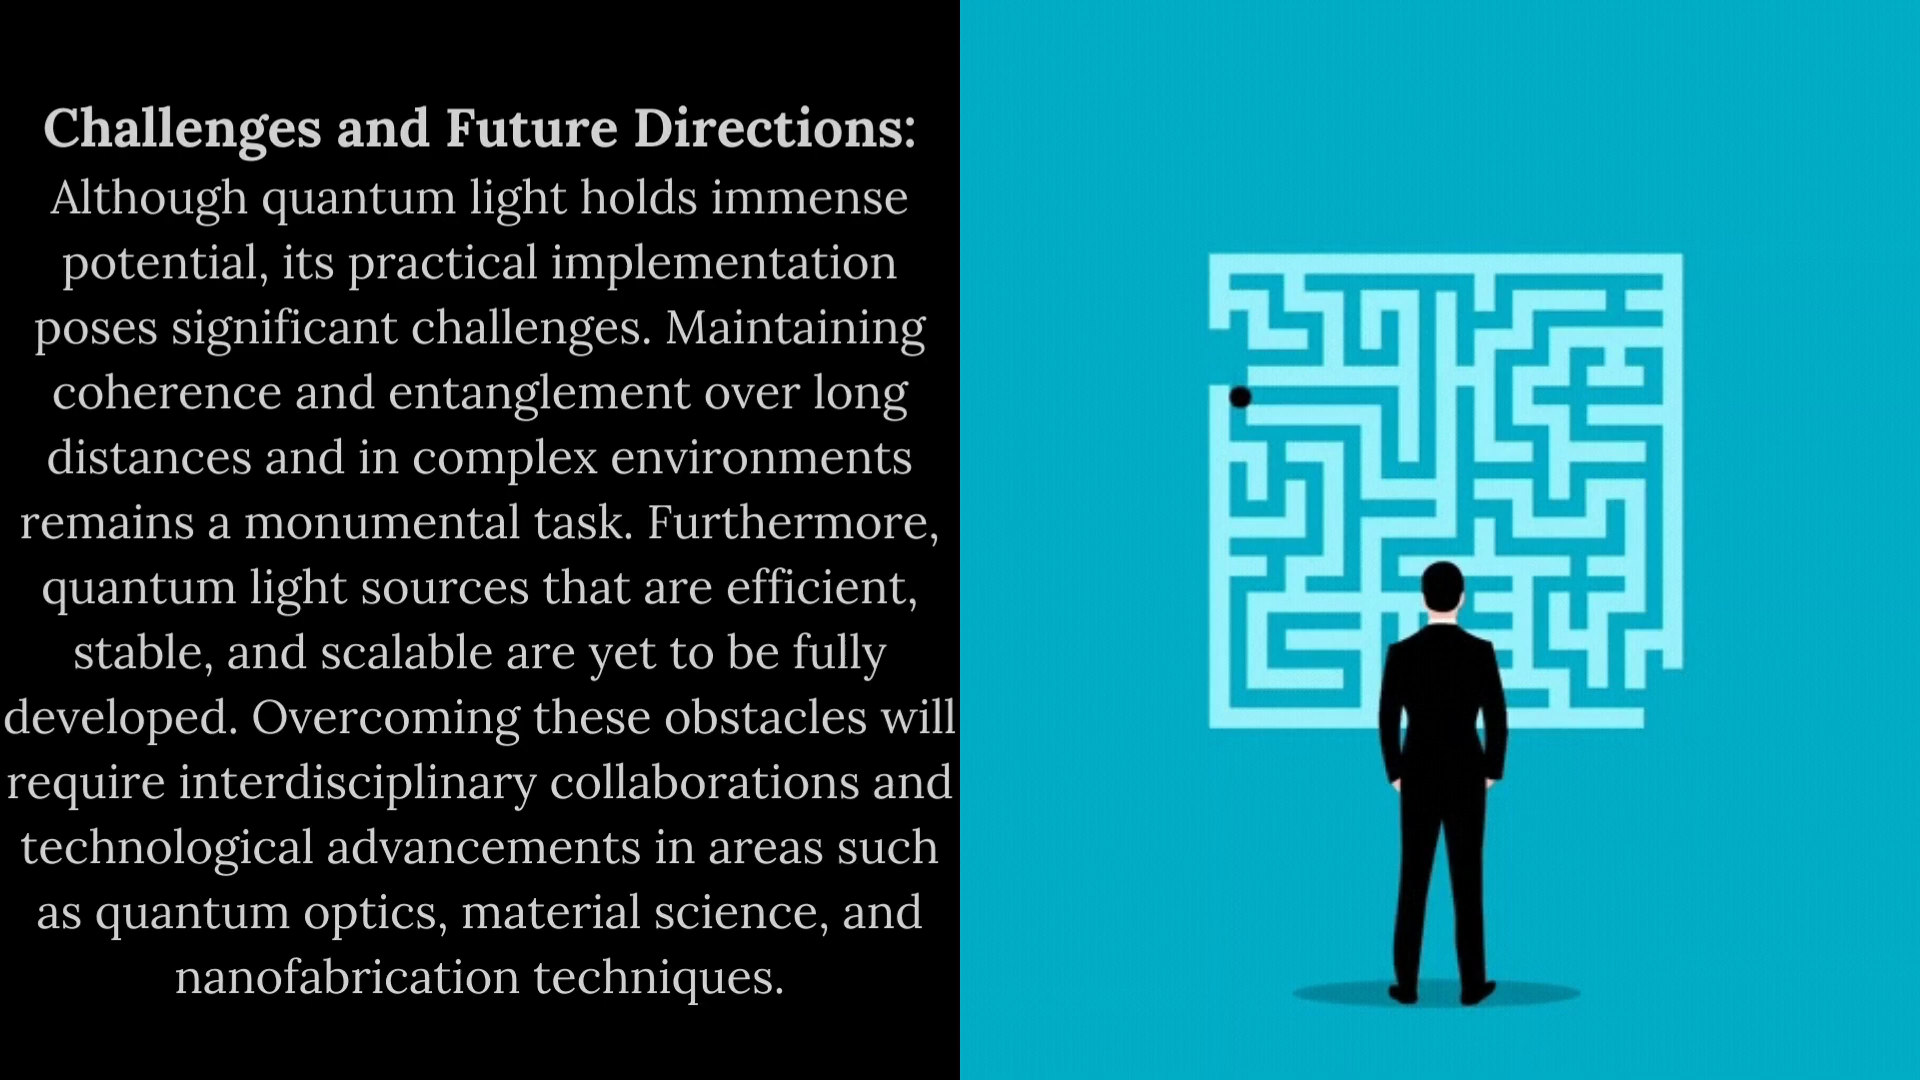 Challenges and Future Directions:
Although quantum light holds immense
potential, its practical implementation
poses significant challenges. Maintaining
coherence and entanglement over long
distances and in complex environments
remains a monumental task. Furthermore,
quantum light sources that are efficient,
stable, and scalable are yet to be fully
developed. Overcoming these obstacles will
require interdisciplinary collaborations and
technological advancements in areas such
as quantum optics, material science, and
nanofabrication techniques.